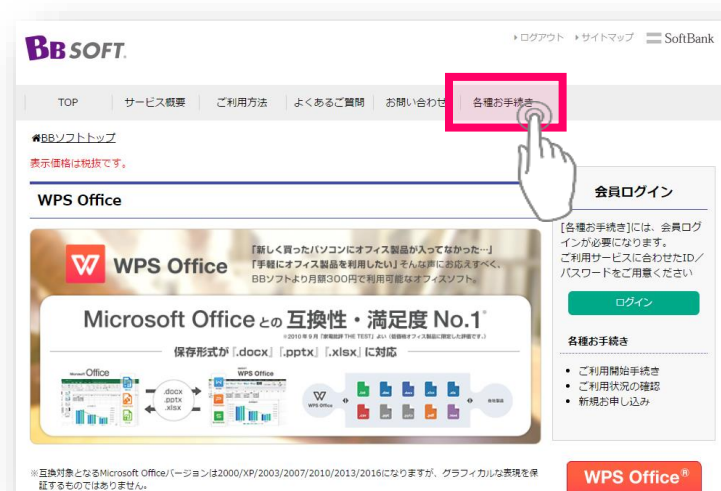 BB SOFT.
ログアウト サイトマップ SoftBank
TOP サービス概要 ご利用方法 よくあるご質問 お問い合わせ 各種お手続き
BBソフトトップ
表示価格は税抜です。
WPS Office
WPS Office
「新しく買ったパソコンにオフィス製品が入ってなかった…」
「手軽にオフィス製品を利用したい」そんな声にお応えすべく、
BBソフトより月額300円で利用可能なオフィスソフト。
Microsoft Officeとの互換性・満足度 No.1※
保存形式が「.docx」「.pptx」「.xlsx」に対応
Microsoft Office
.docx
.pptx
.xlsx
WPS Office
WPS Office
※互換対象となるMicrosoft Officeバージョンは2000/XP/2003/2007/2010/2013/2016になりますが、グラフィカルな表現を保
証するものではありません。
会員ログイン
[各種お手続き]には、会員ログ
インが必要になります。
ご利用サービスに合わせたID/
パスワードをご用意ください
ログイン
各種お手続き
• ご利用開始手続き
• ご利用状況の確認
• 新規お申し込み
WPS Office®